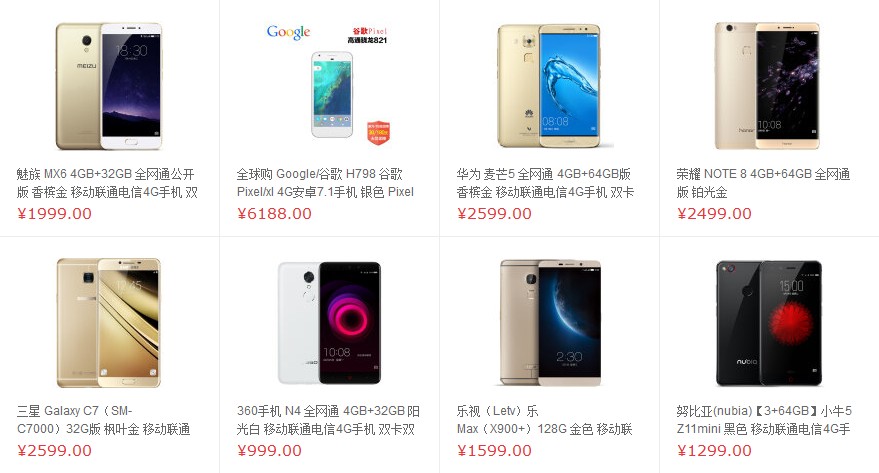 18:30
MEIZU
Google
谷歌Pixel
高通骁龙821
08:08
HUAWEI
honor
魅族 MX6 4GB+32GB 全网通公开
版 香槟金 移动联通电信4G手机 双
¥1999.00
全球购 Google/谷歌 H798 谷歌
Pixel/xl 4G安卓7.1手机 银色 Pixel
¥6188.00
华为 麦芒5 全网通 4GB+64GB版
香槟金 移动联通电信4G手机 双卡
¥2599.00
荣耀 NOTE 8 4GB+64GB 全网通
版 铂光金
¥2499.00
12:45
10:08
2:30
15:00
nubia
三星 Galaxy C7（SM-
C7000）32G版 枫叶金 移动联通
¥2599.00
360手机 N4 全网通 4GB+32GB 阳
光白 移动联通电信4G手机 双卡双
¥999.00
乐视（Letv）乐
Max（X900+）128G 金色 移动联
¥1599.00
努比亚(nubia)【3+64GB】小牛5
Z11mini 黑色 移动联通电信4G手
¥1299.00